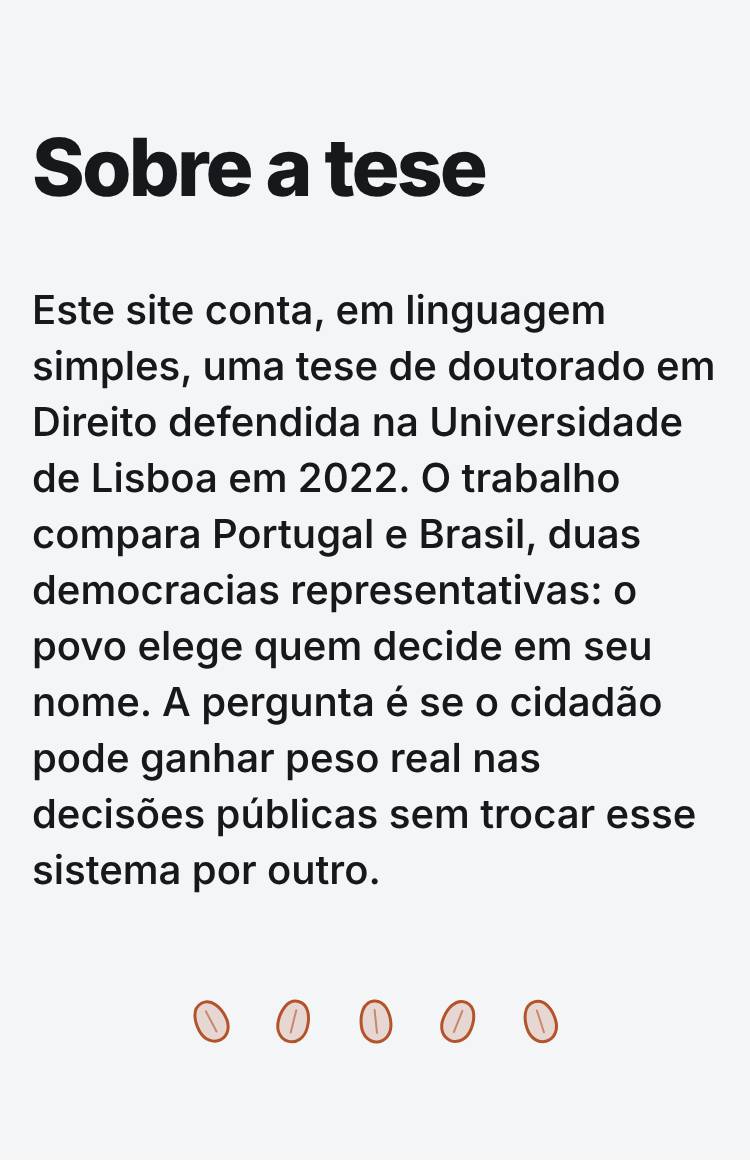 Sobre a tese
Este site conta, em linguagem
simples, uma tese de doutorado em
Direito defendida na Universidade
de Lisboa em 2022. O trabalho
compara Portugal e Brasil, duas
democracias representativas: o
povo elege quem decide em seu
nome. A pergunta é se o cidadão
pode ganhar peso real nas
decisões públicas sem trocar esse
sistema por outro.